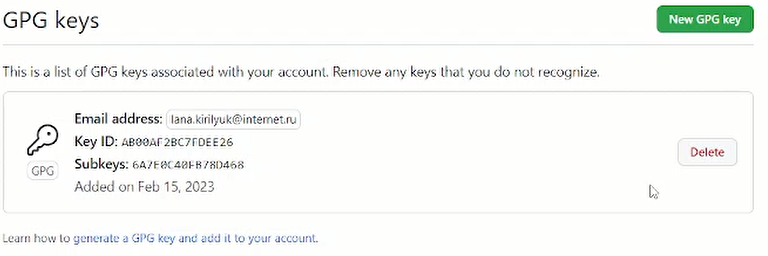 GPG keys
New GPG key
This is a list of GPG keys associated with your account. Remove any keys that you do not recognize.
Email address: lana.kirilyuk@internet.ru
Key ID: AB00AF2BC7FDEE26
Subkeys: 6A7E0C40EB78D468
GPG
Added on Feb 15, 2023
Delete
Learn how to generate a GPG key and add it to your account.